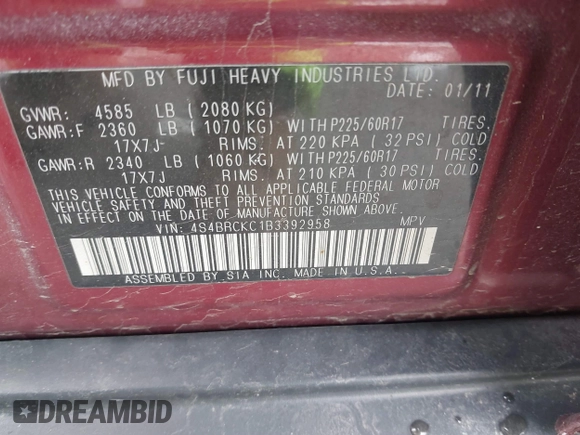 MFD BY FUJI HEAVY INDUSTRIES LTD.
DATE: 01/11
GVWR: 4585 LB (2080 KG)
GAWR:F 2360 LB (1070 KG) WITH P225/60R17 TIRES.
17X7J RIMS. AT 220 KPA (32 PSI) COLD
GAWR:R 2340 LB (1060 KG) WITH P225/60R17 TIRES.
17X7J RIMS. AT 210 KPA (30 PSI) COLD
THIS VEHICLE CONFORMS TO ALL APPLICABLE FEDERAL MOTOR
VEHICLE SAFETY AND THEFT PREVENTION STANDARDS
IN EFFECT ON THE DATE OF MANUFACTURE SHOWN ABOVE.
VIN: 4S4BRCKC1B3392958 MPV
ASSEMBLED BY SIA INC. MADE IN U.S.A.
DREAMBID